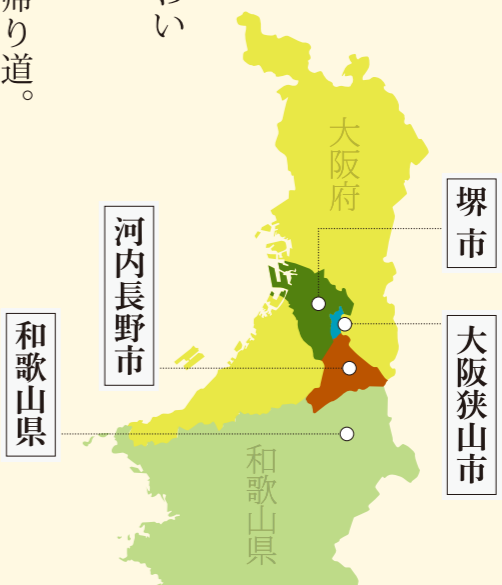 堺市
大阪狭山市
大阪府
河内長野市
和歌山県
和歌山県
い
り道。